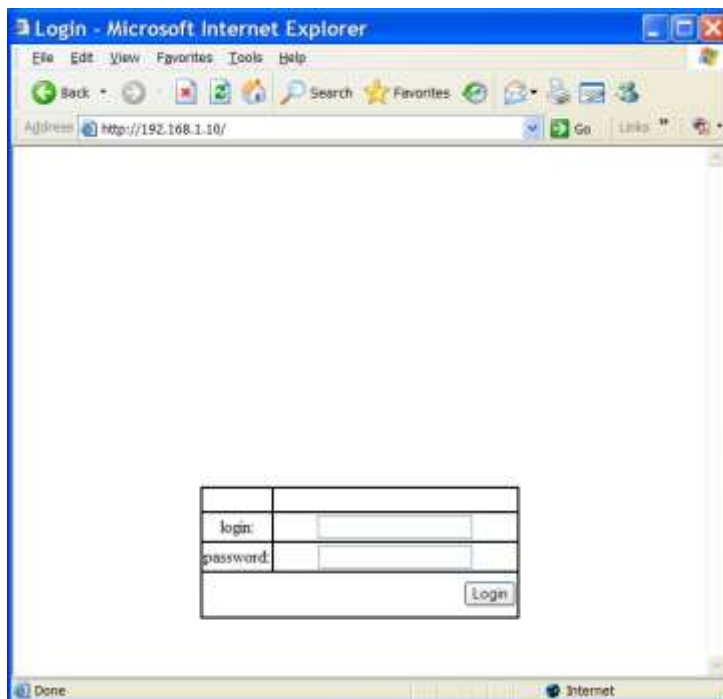 Login - Microsoft Internet Explorer
File Edit View Favorites Tools Help
Back Search Favorites
Address http://192.168.1.10/ Go Links »
login:
password:
Login
Done Internet